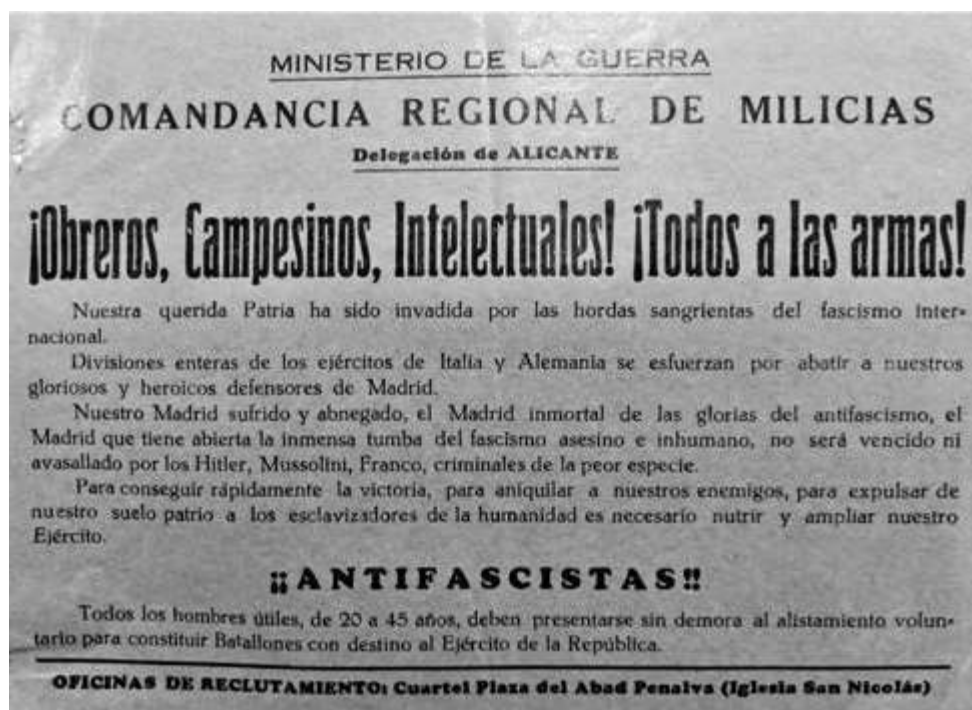 MINISTERIO DE LA GUERRA
COMANDANCIA REGIONAL DE MILICIAS
Delegación de ALICANTE
¡Obreros, Campesinos, Intelectuales! ¡Todos a las armas!
Nuestra querida Patria ha sido invadida por las hordas sangrientas del fascismo inter-
nacional.
Divisiones enteras de los ejércitos de Italia y Alemania se esfuerzan por abatir a nuestros
gloriosos y heroicos defensores de Madrid.
Nuestro Madrid sufrido y abnegado, el Madrid inmortal de las glorias del antifascismo, el
Madrid que tiene abierta la inmensa tumba del fascismo asesino e inhumano, no será vencido ni
avasallado por los Hitler, Mussolini, Franco, criminales de la peor especie.
Para conseguir rápidamente la victoria, para aniquilar a nuestros enemigos, para expulsar de
nuestro suelo patrio a los esclavizadores de la humanidad es necesario nutrir y ampliar nuestro
Ejército.
¡¡ANTIFASCISTAS!!
Todos los hombres útiles, de 20 a 45 años, deben presentarse sin demora al alistamiento volun-
tario para constituir Batallones con destino al Ejército de la República.
OFICINAS DE RECLUTAMIENTO: Cuartel Plaza del Abad Penalva (Iglesia San Nicolás)